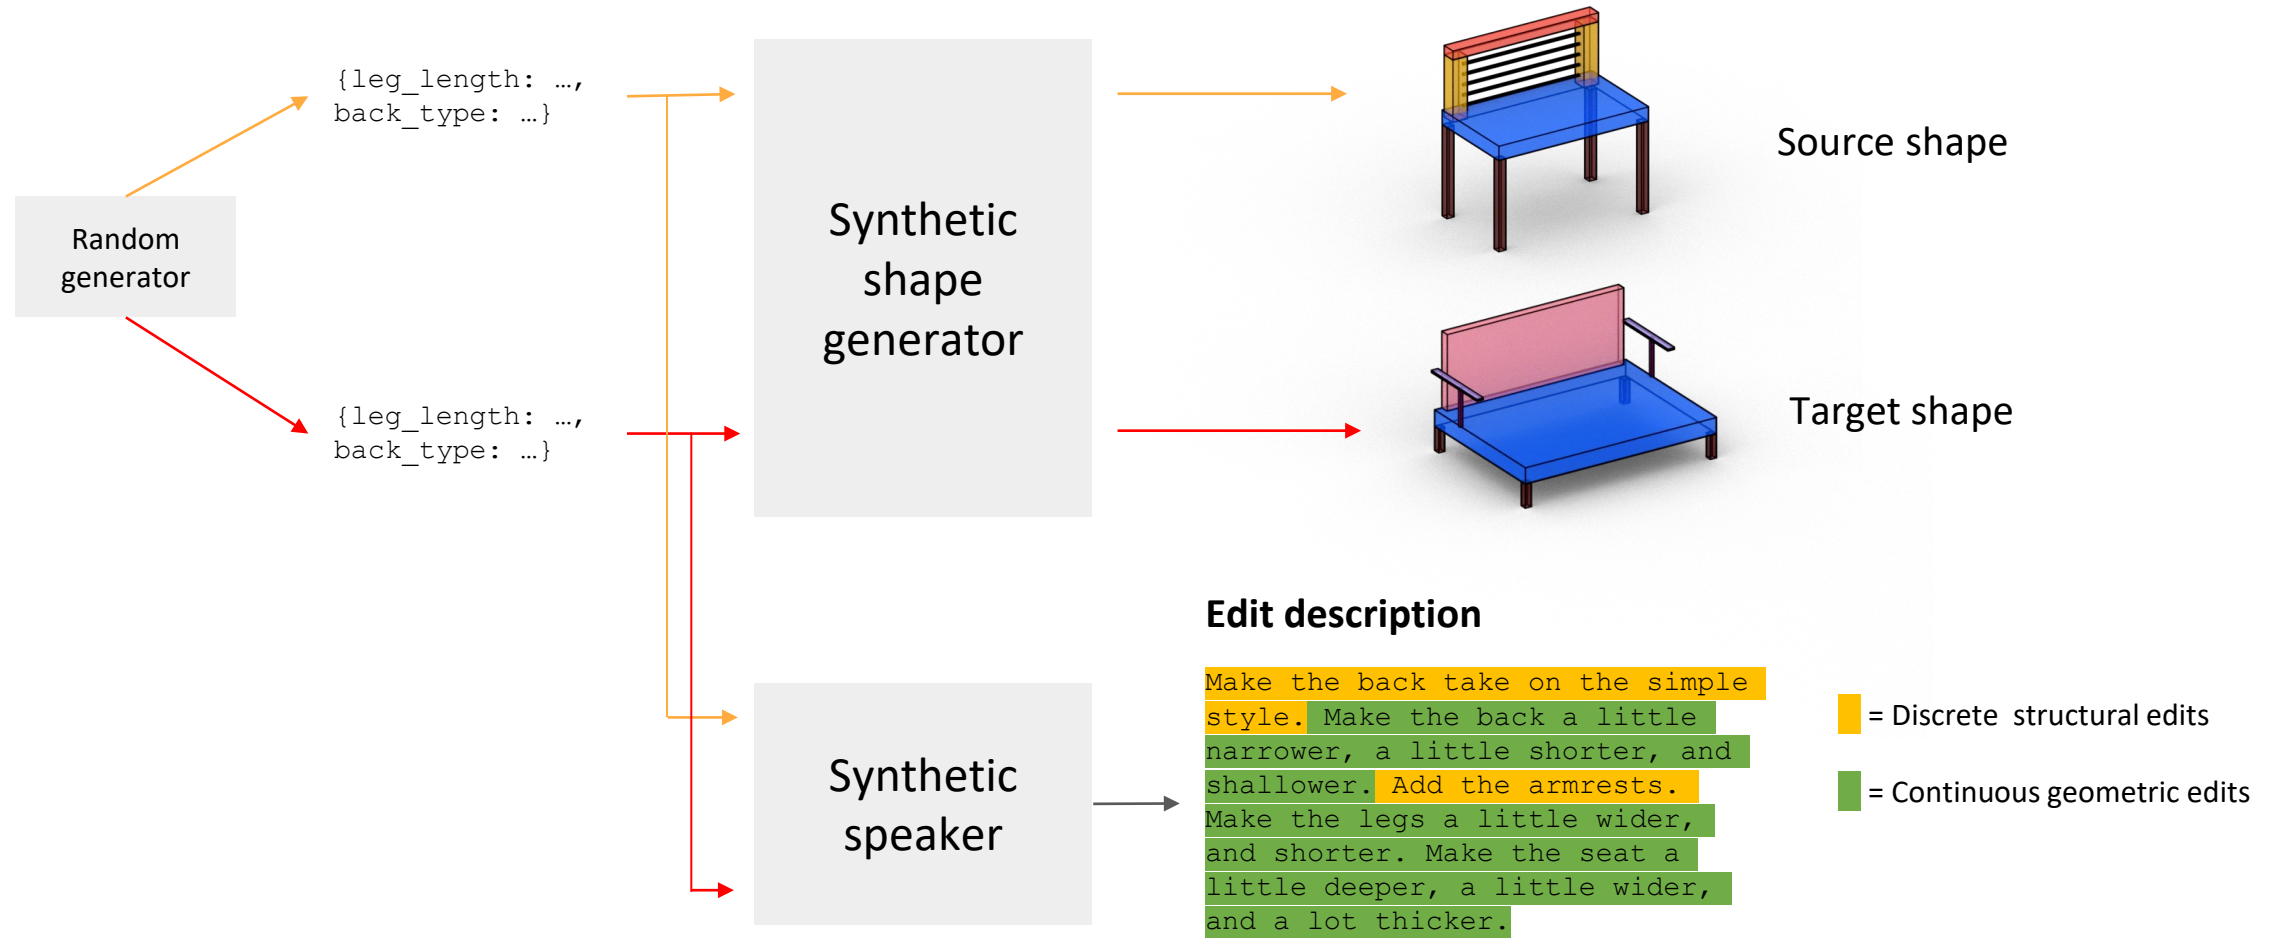 Random
generator
{leg_length: …,
back_type: …}
{leg_length: …,
back_type: …}
Synthetic
shape
generator
Source shape
Target shape
Synthetic
speaker
Edit description
Make the back take on the simple
style. Make the back a little
narrower, a little shorter, and
shallower. Add the armrests.
Make the legs a little wider,
and shorter. Make the seat a
little deeper, a little wider,
and a lot thicker.
= Discrete structural edits
= Continuous geometric edits